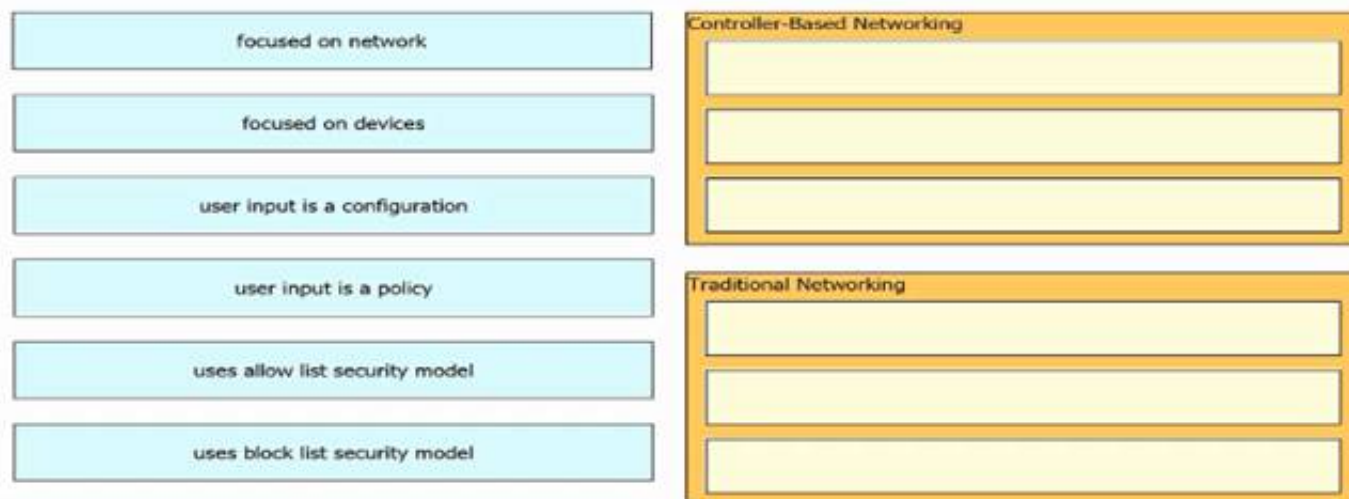 focused on network
focused on devices
user input is a configuration
user input is a policy
uses allow list security model
uses block list security model
Controller-Based Networking
Traditional Networking